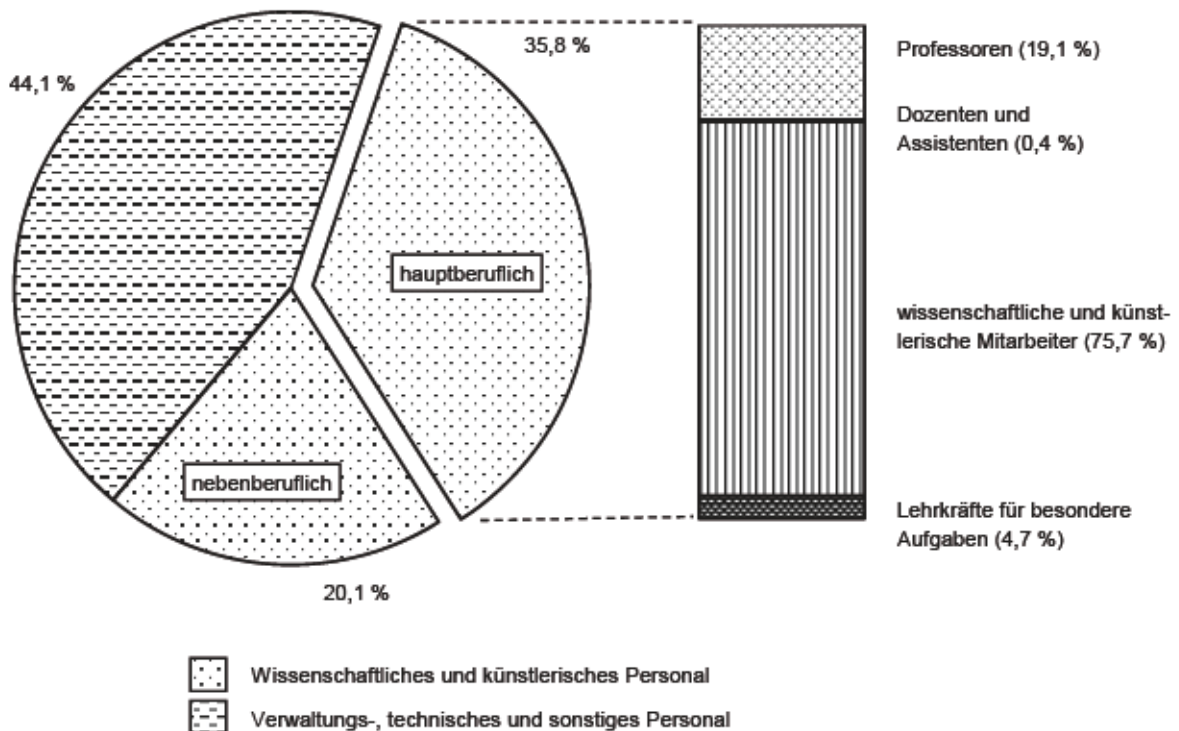 35,8 %
44,1 %
hauptberuflich
nebenberuflich
20,1 %
Professoren (19,1 %)
Dozenten und
Assistenten (0,4 %)
wissenschaftliche und künst-
lerische Mitarbeiter (75,7 %)
Lehrkräfte für besondere
Aufgaben (4,7 %)
Wissenschaftliches und künstlerisches Personal
Verwaltungs-, technisches und sonstiges Personal